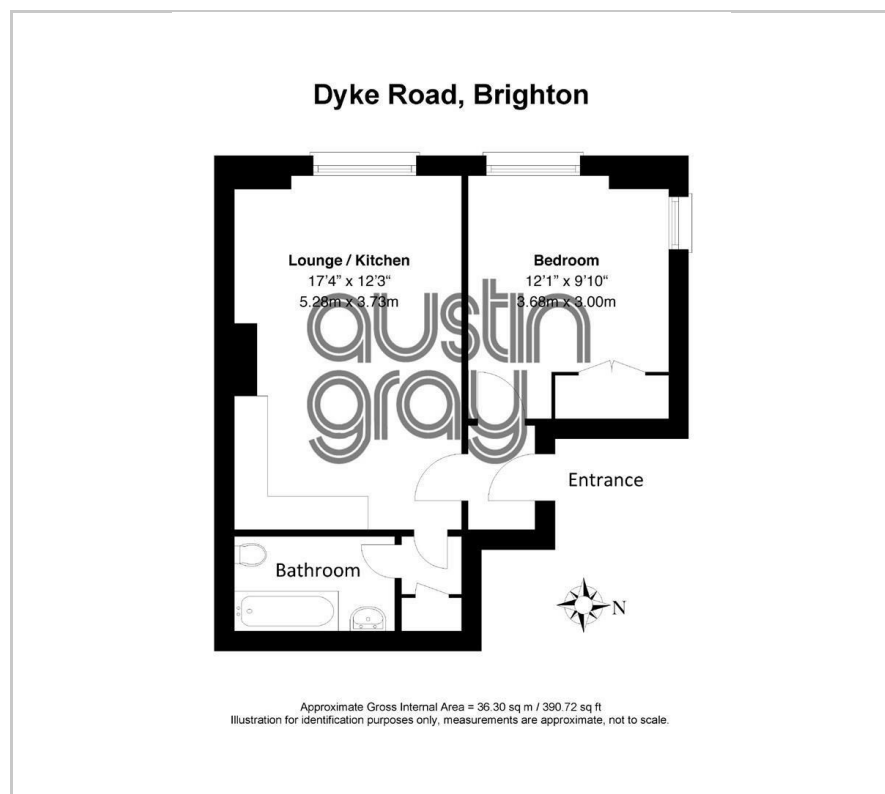 Dyke Road, Brighton
Lounge / Kitchen
17'4" x 12'3"
5.28m x 3.73m
Bedroom
12'1" x 9'10"
3.68m x 3.00m
austin
gray
Entrance
Bathroom
N
Approximate Gross Internal Area = 36.30 sq m / 390.72 sq ft
Illustration for identification purposes only, measurements are approximate, not to scale.